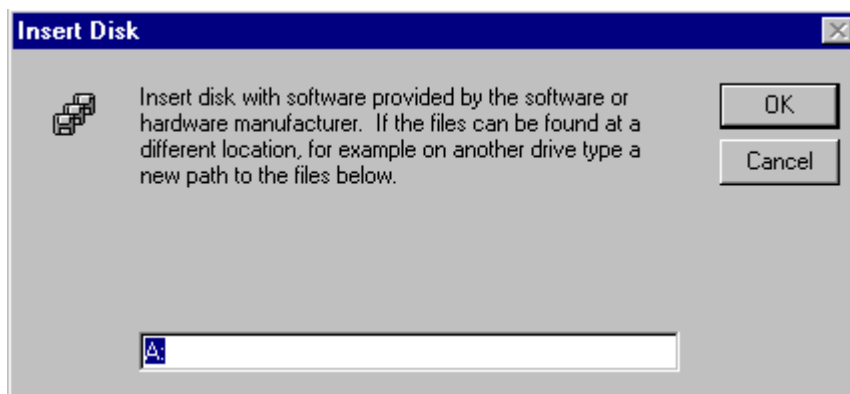 Insert Disk
Insert disk with software provided by the software or
hardware manufacturer.  If the files can be found at a
different location, for example on another drive type a
new path to the files below.
OK
Cancel
A: